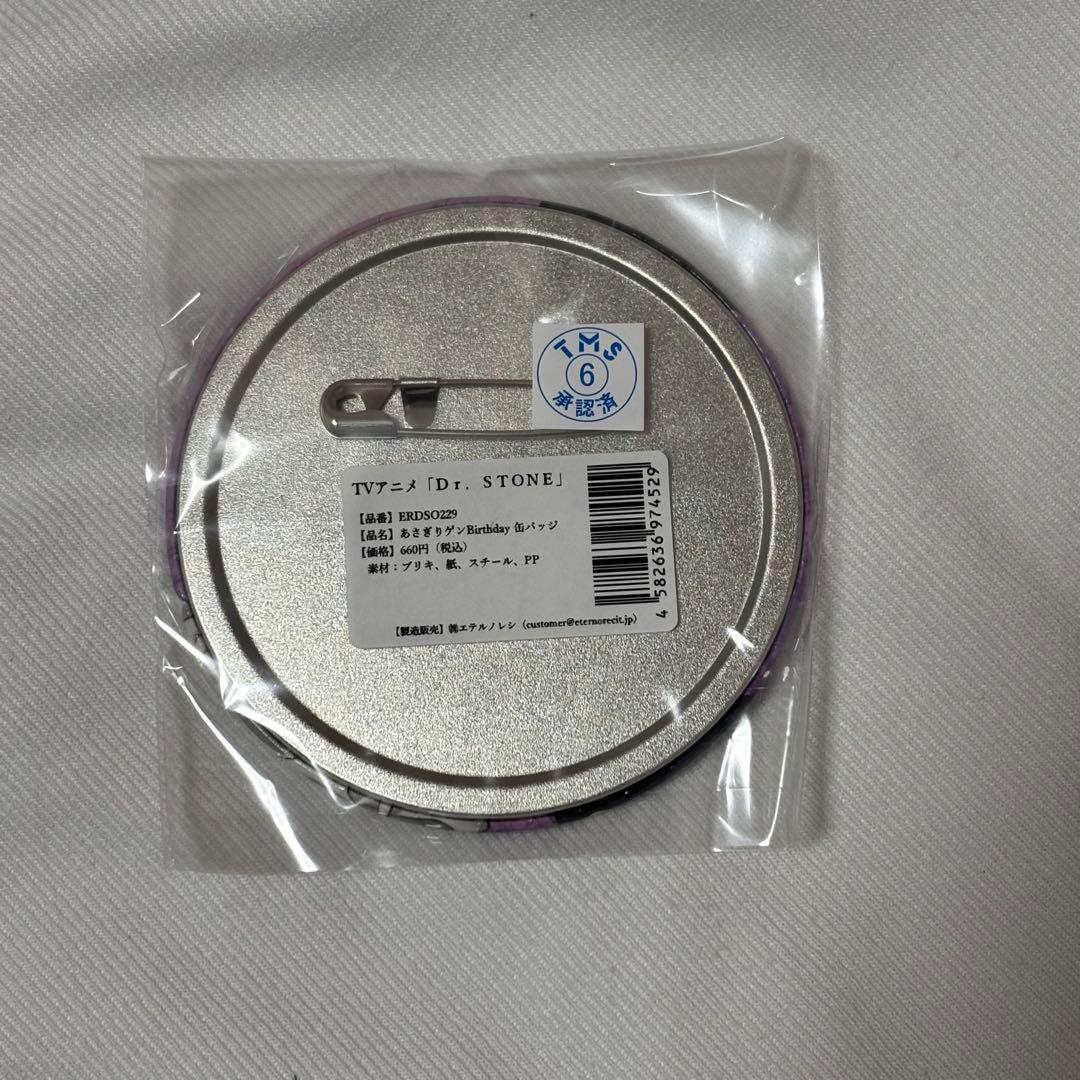 TMS
6
承認済
TVアニメ「Dr. STONE」
【品番】ERDSO229
【品名】あさぎりゲンBirthday 缶バッジ
【価格】660円（税込）
素材：ブリキ、紙、スチール、PP
【製造販売】㈱エテルノレシ（customer@eternorecit.jp）
4582636974529